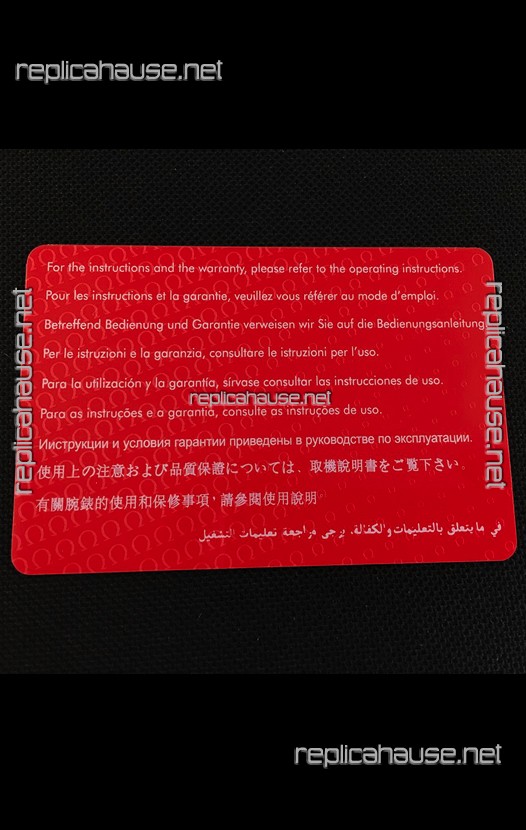 replicahause.net
For the instructions and the warranty, please refer to the operating instructions.
Pour les instructions et la garantie, veuillez vous référer au mode d'emploi.
Betreffend Bedienung und Garantie verweisen wir Sie auf die Bedienungsanleitung
Per le istruzioni e la garanzia, consultare le istruzioni per l'uso.
Para la utilización y la garantía, sírvase consultar las instrucciones de uso.
replicahause.net
Para as instruções e a garantia, consulte as instruções de uso.
Инструкции и условия гарантии приведены в руководстве по эксплуатации.
使用上の注意および品質保證については、取機說明書をご覧下さい。
有關腕錶的使用和保修事項，請參閱使用說明
في ما يتعلق بالتعليمات والكفالة، يرجى مراجعة تعليمات التشغيل
replicahause.net
replicahause.net
replicahause.net